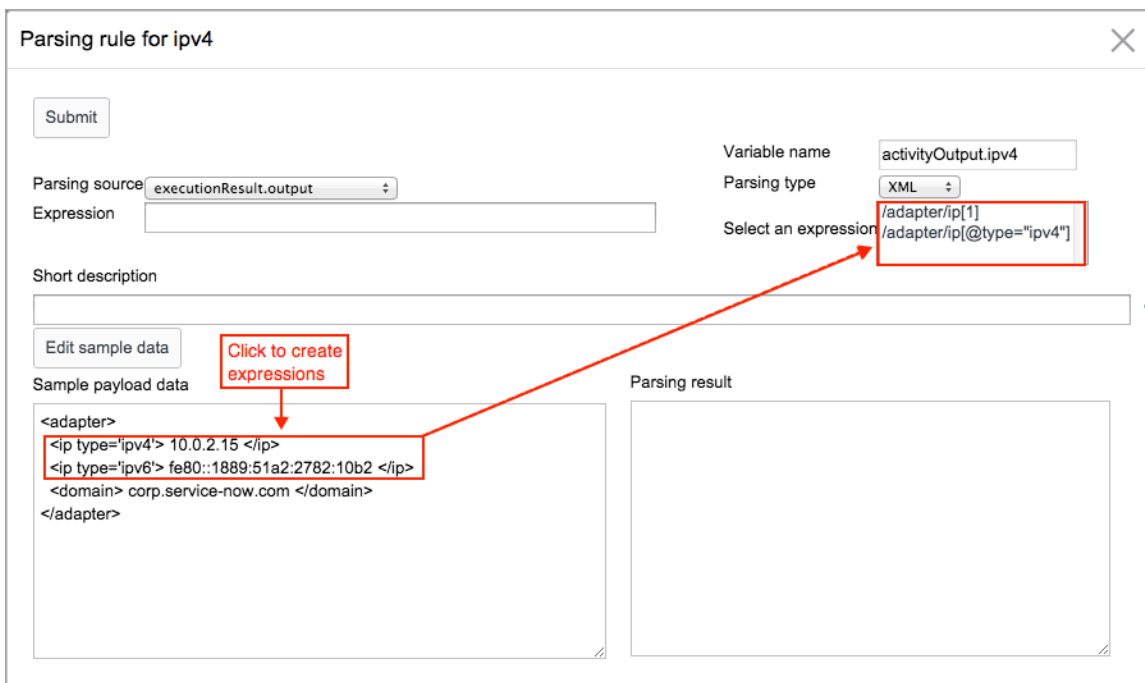 Parsing rule for ipv4
Submit
Variable name activityOutput.ipv4
Parsing source executionResult.output
Parsing type XML
Expression
Select an expression
/adapter/ip[1]
/adapter/ip[@type="ipv4"]
Short description
Edit sample data
Click to create
expressions
Sample payload data
Parsing result
<adapter>
<ip type='ipv4'> 10.0.2.15 </ip>
<ip type='ipv6'> fe80::1889:51a2:2782:10b2 </ip>
<domain> corp.service-now.com </domain>
</adapter>